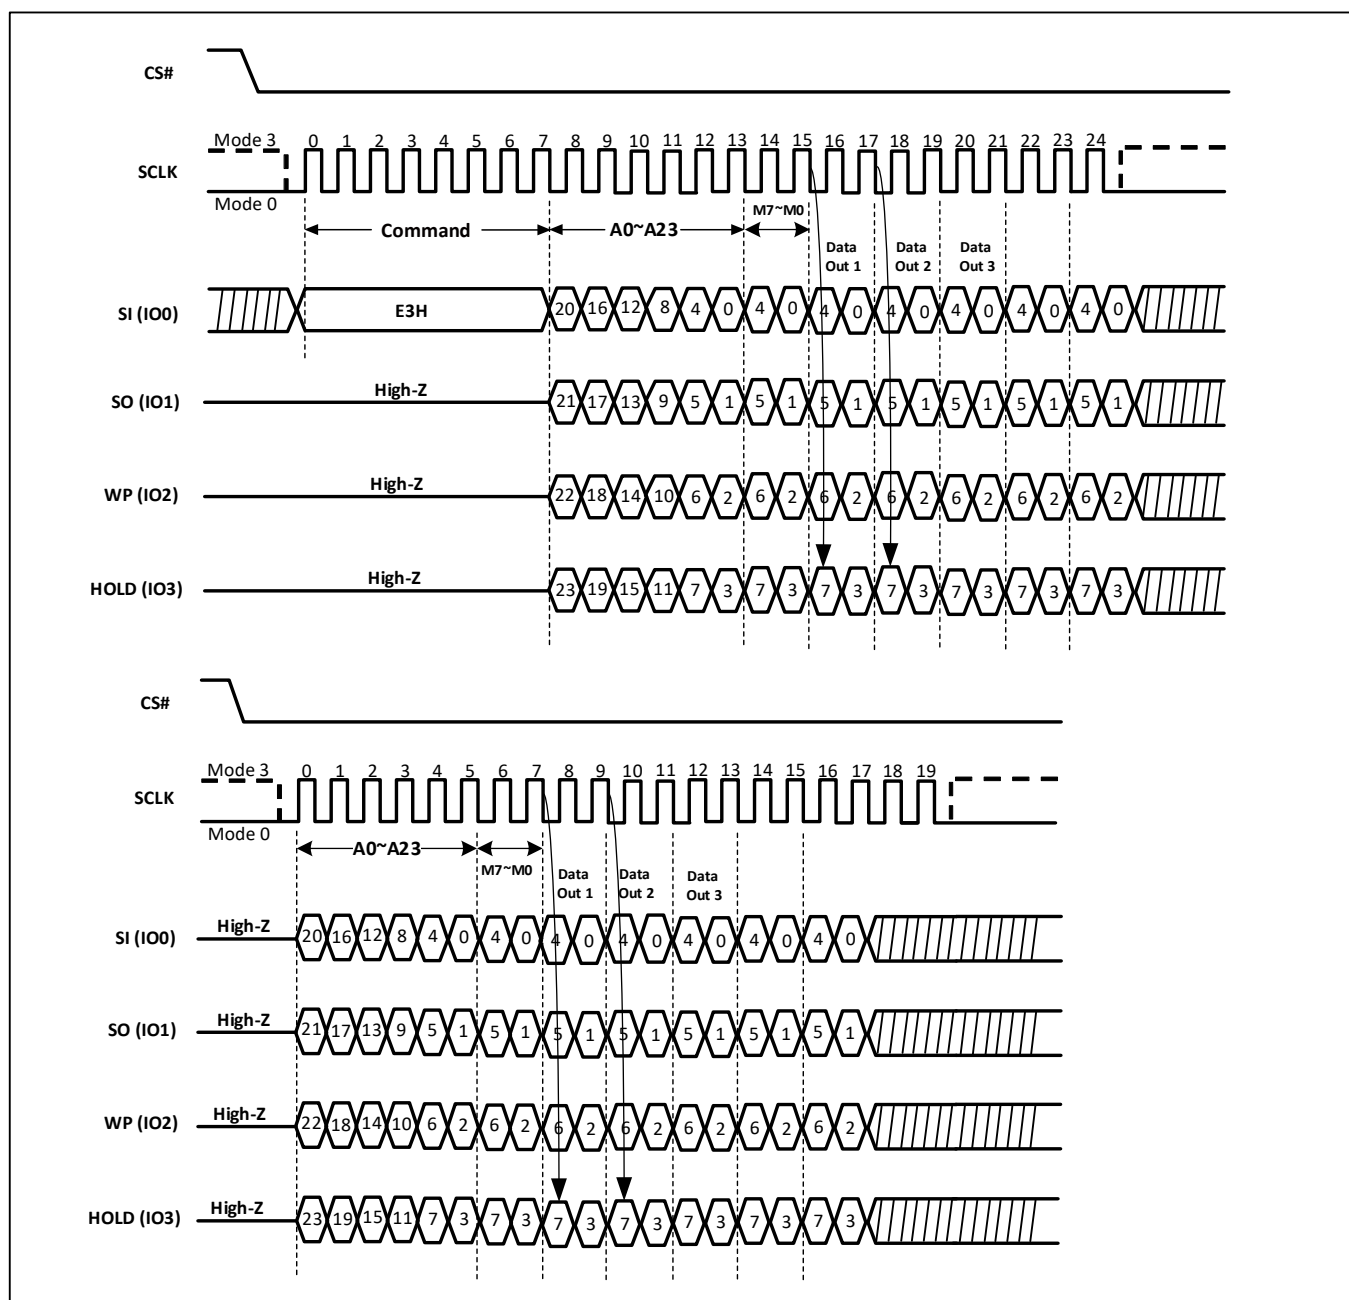 CS#
Mode 3 0 1 2 3 4 5 6 7 8 9 10 11 12 13 14 15 16 17 18 19 20 21 22 23 24
SCLK
Mode 0
Command A0~A23 M7~M0
Data Data Data
Out 1 Out 2 Out 3
SI (IO0) E3H 20 16 12 8 4 0 4 0 4 0 4 0 4 0 4 0 4 0
SO (IO1) High-Z 21 17 13 9 5 1 5 1 5 1 5 1 5 1 5 1 5 1
WP (IO2) High-Z 22 18 14 10 6 2 6 2 6 2 6 2 6 2 6 2 6 2
HOLD (IO3) High-Z 23 19 15 11 7 3 7 3 7 3 7 3 7 3 7 3 7 3
CS#
Mode 3 0 1 2 3 4 5 6 7 8 9 10 11 12 13 14 15 16 17 18 19
SCLK
Mode 0
A0~A23 M7~M0
Data Data Data
Out 1 Out 2 Out 3
SI (IO0) High-Z 20 16 12 8 4 0 4 0 4 0 4 0 4 0 4 0 4 0
SO (IO1) High-Z 21 17 13 9 5 1 5 1 5 1 5 1 5 1 5 1 5 1
WP (IO2) High-Z 22 18 14 10 6 2 6 2 6 2 6 2 6 2 6 2 6 2
HOLD (IO3) High-Z 23 19 15 11 7 3 7 3 7 3 7 3 7 3 7 3 7 3